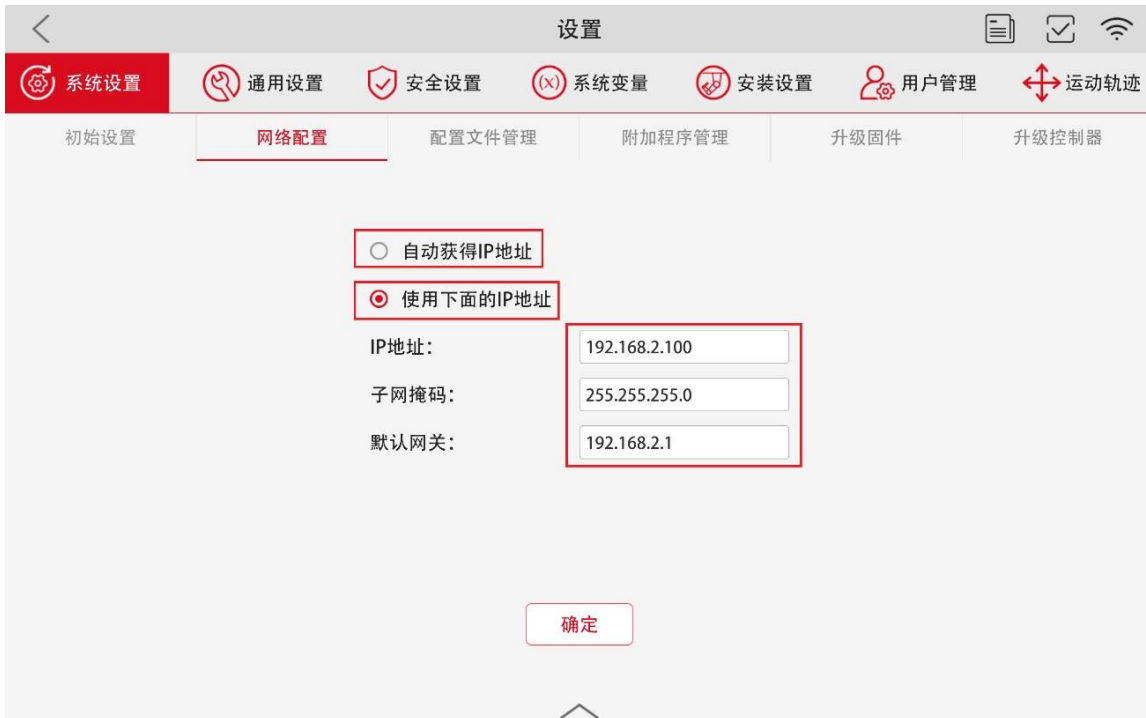 设置
系统设置 通用设置 安全设置 (x) 系统变量 安装设置 用户管理 运动轨迹
初始设置 网络配置 配置文件管理 附加程序管理 升级固件 升级控制器
自动获得IP地址
使用下面的IP地址
IP地址: 192.168.2.100
子网掩码: 255.255.255.0
默认网关: 192.168.2.1
确定